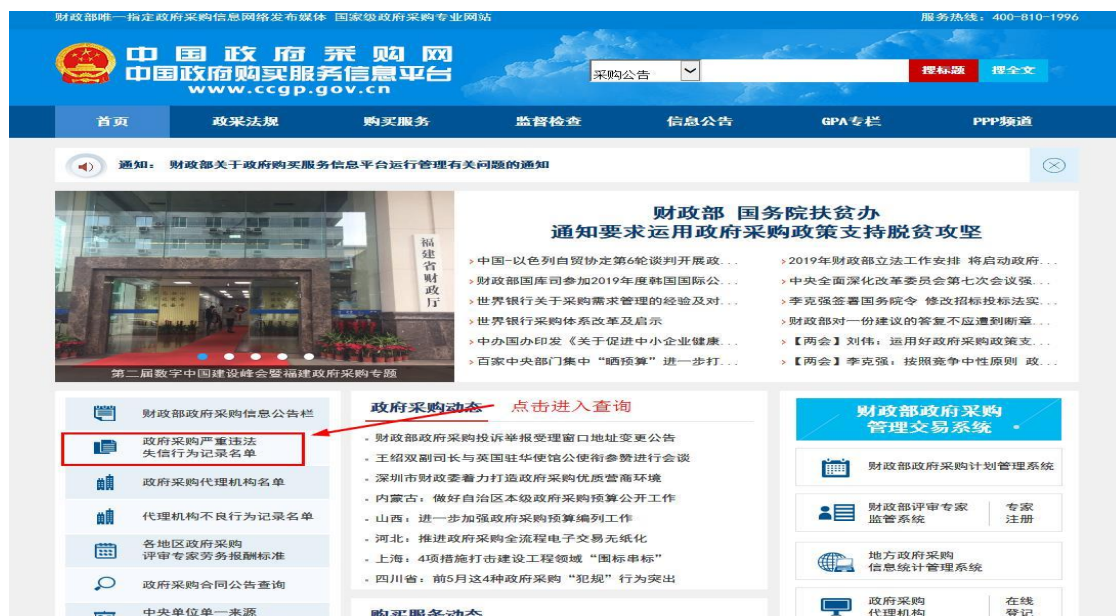 财政部唯一指定政府采购信息网络发布媒体 国家级政府采购专业网站
服务热线：400-810-1996
中国政府采购网
中国政府购买服务信息平台
www.ccgp.gov.cn
采购公告
搜标题
搜全文
首页 政采法规 购买服务 监督检查 信息公告 GPA专栏 PPP频道
通知： 财政部关于政府购买服务信息平台运行管理有关问题的通知
福建省财政厅
第二届数字中国建设峰会暨福建政府采购专题
财政部 国务院扶贫办
通知要求运用政府采购政策支持脱贫攻坚
中国-以色列自贸协定第6轮谈判开展政...
财政部国库司参加2019年度韩国国际公...
世界银行关于采购需求管理的经验及对...
世界银行采购体系改革及启示
中办国办印发《关于促进中小企业健康...
百家中央部门集中“晒预算”进一步打...
2019年财政部立法工作安排 将启动政府...
中央全面深化改革委员会第七次会议强...
李克强签署国务院令 修改招标投标法实...
财政部对一份建议的答复不应遭到断章...
【两会】刘伟：运用好政府采购政策支...
【两会】李克强：按照竞争中性原则 政...
财政部政府采购信息公告栏
政府采购严重违法
失信行为记录名单
政府采购代理机构名单
代理机构不良行为记录名单
各地区政府采购
评审专家劳务报酬标准
政府采购合同公告查询
中央单位单一来源
政府采购动态
点击进入查询
财政部政府采购投诉举报受理窗口地址变更公告
王绍双副司长与英国驻华使馆公使衔参赞进行会谈
深圳市财政委着力打造政府采购优质营商环境
内蒙古：做好自治区本级政府采购预算公开工作
山西：进一步加强政府采购预算编列工作
河北：推进政府采购全流程电子交易无纸化
上海：4项措施打击建设工程领域“围标串标”
四川省：前5月这4种政府采购“犯规”行为突出
购买服务动态
财政部政府采购
管理交易系统
财政部政府采购计划管理系统
财政部评审专家
监管系统
专家
注册
地方政府采购
信息统计管理系统
政府采购
代理机构
在线
登记